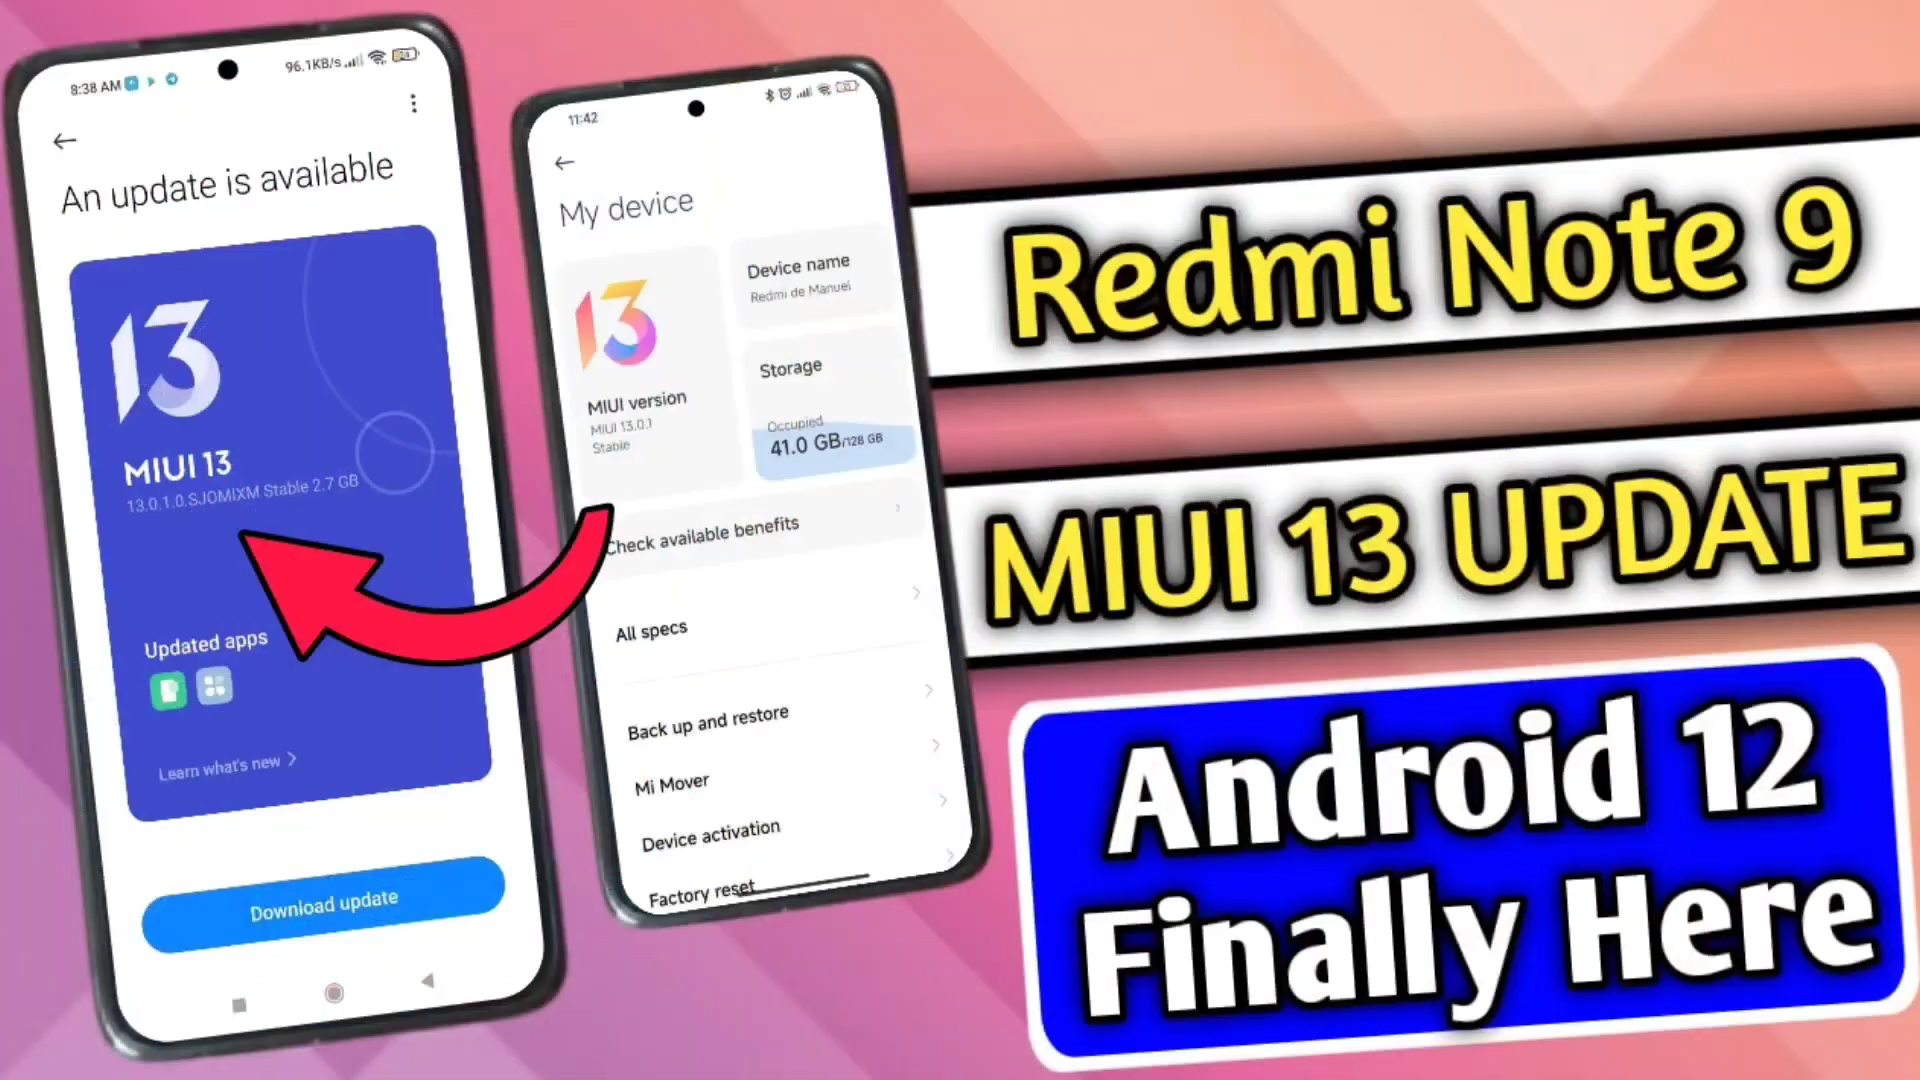 8:38 AM
96.1KB/s
An update is available
13
MIUI 13
13.0.1.0.SJOMIXM Stable 2.7 GB
Updated apps
Learn what's new
Download update
11:42
My device
13
MIUI version
MIUI 13.0.1
Stable
Device name
Redmi de Manuel
Storage
Occupied
41.0 GB/128 GB
Check available benefits
All specs
Back up and restore
Mi Mover
Device activation
Factory reset
Redmi Note 9
MIUI 13 UPDATE
Android 12
Finally Here